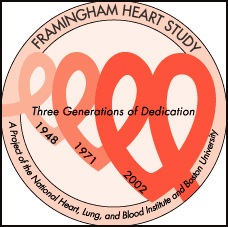 FRAMINGHAM HEART STUDY
Three Generations of Dedication
1948
1971
2002
A Project of the National Heart, Lung, and Blood Institute and Boston University